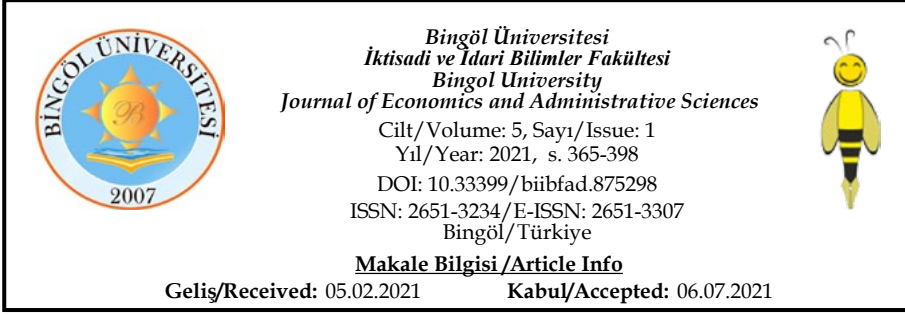 BİNGÖL ÜNİVERSİTESİ
B
2007
Bingöl Üniversitesi
İktisadi ve İdari Bilimler Fakültesi
Bingol University
Journal of Economics and Administrative Sciences
Cilt/Volume: 5, Sayı/Issue: 1
Yıl/Year: 2021, s. 365-398
DOI: 10.33399/biibfad.875298
ISSN: 2651-3234/E-ISSN: 2651-3307
Bingöl/Türkiye
Makale Bilgisi /Article Info
Geliş/Received: 05.02.2021 Kabul/Accepted: 06.07.2021